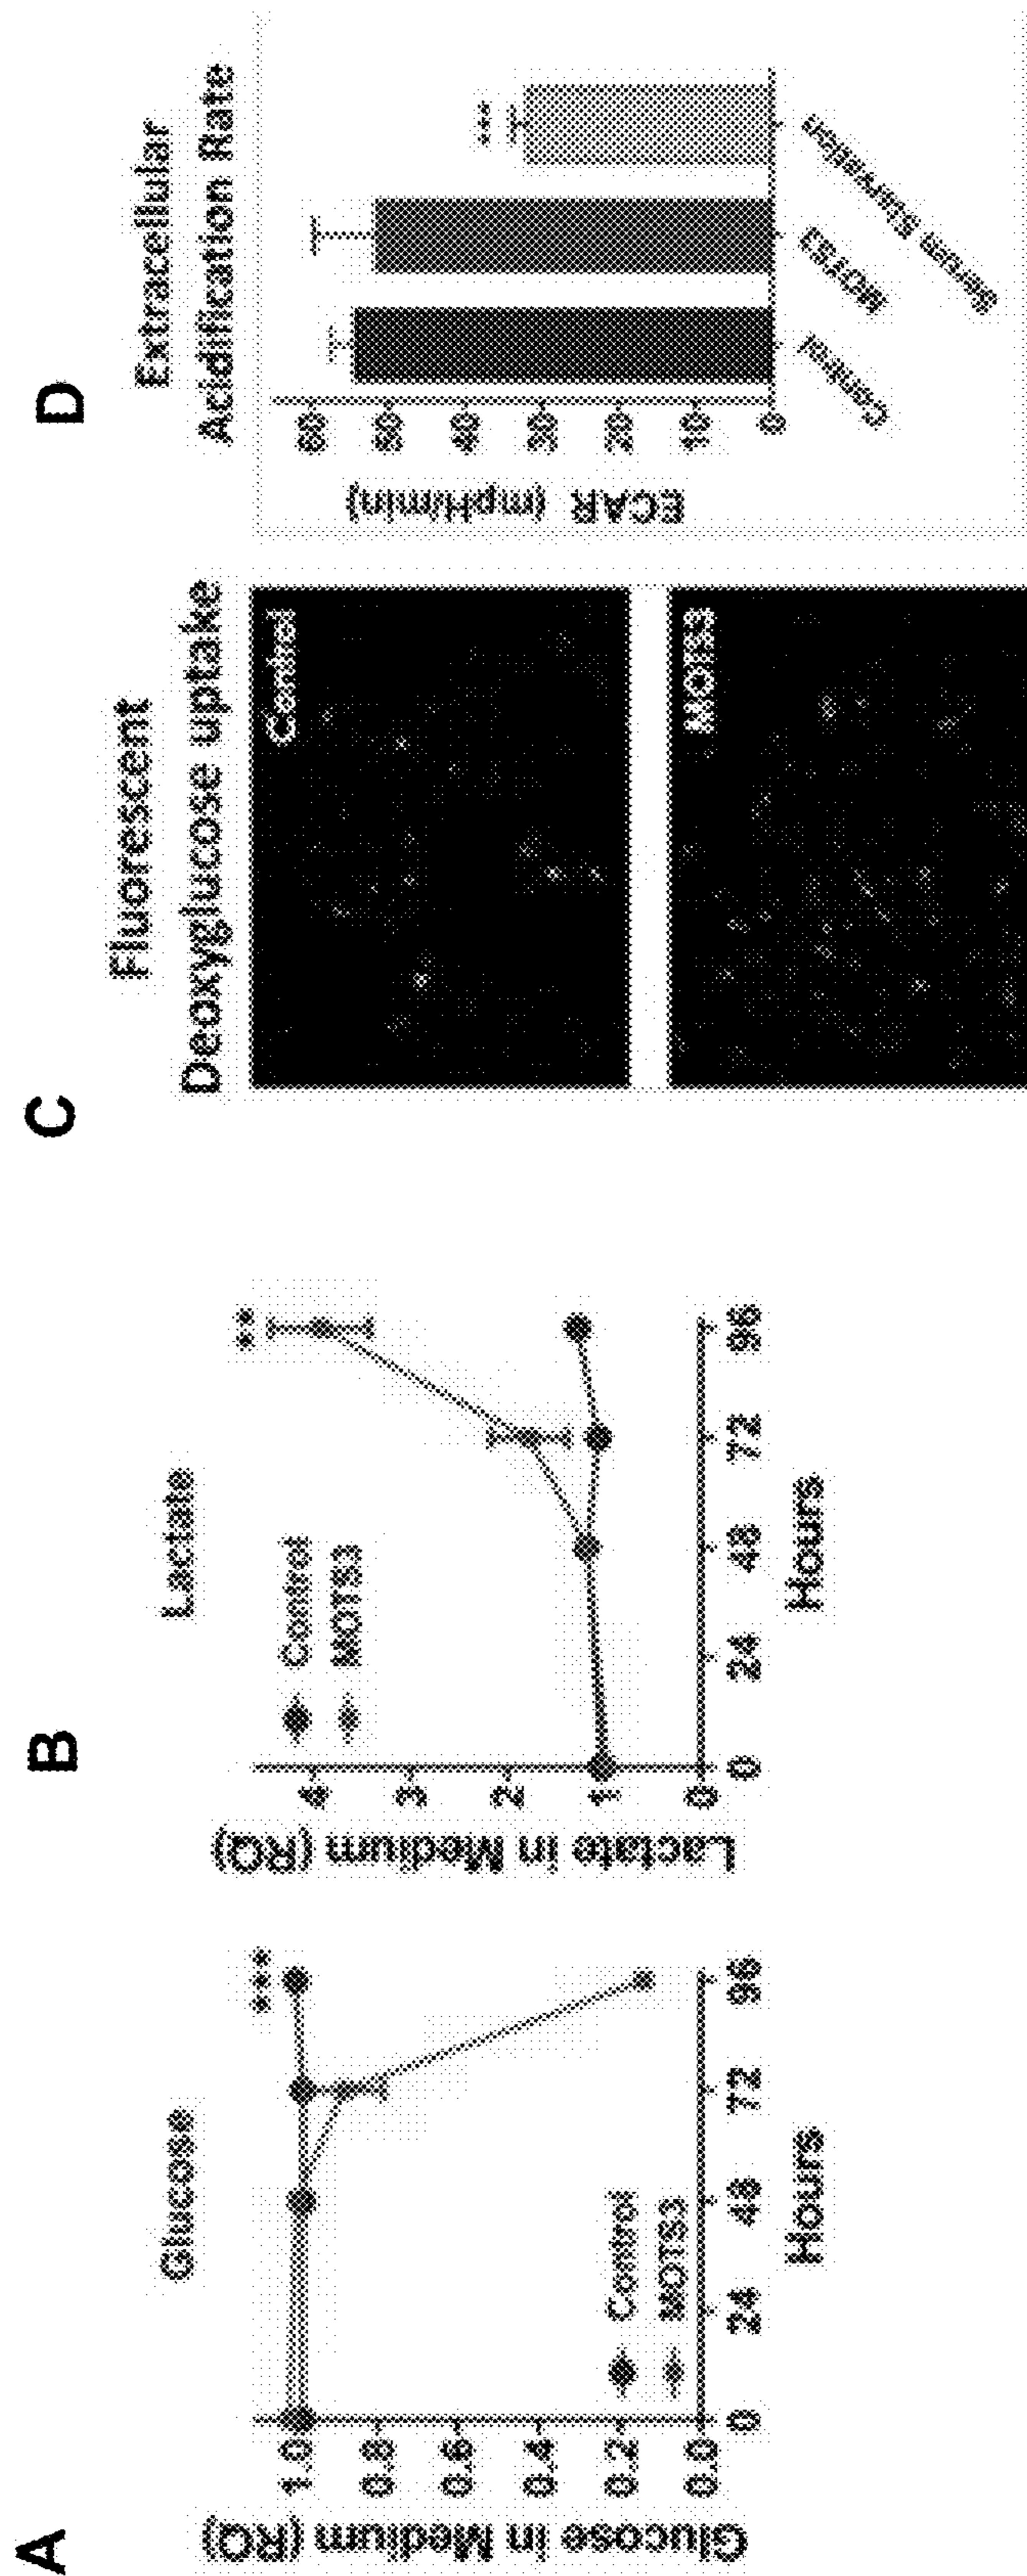 A
Glucose
Glucose in Medium (RQ)
1.0
0.8
0.6
0.4
0.2
0.0
Control
MOTS3
***
0 24 48 72 96
Hours
B
Lactate
Lactate in Medium (RQ)
4
3
2
1
0
Control
MOTS3
**
0 24 48 72 96
Hours
C
Fluorescent
Deoxyglucose uptake
Control
MOTS3
D
Extracellular
Acidification Rate
ECAR (mpH/min)
60
50
40
30
20
10
0
***
Control
MOTS3
Serum Starvation